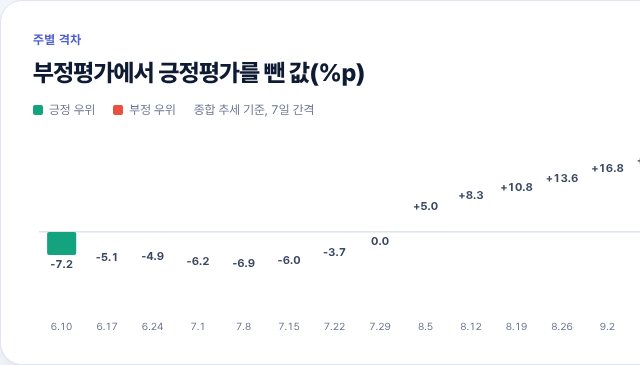 주별 격차
부정평가에서 긍정평가를 뺀 값(%p)
긍정 우위 부정 우위 종합 추세 기준, 7일 간격
+16.8
+13.6
+10.8
+8.3
+5.0
0.0
-7.2 -5.1 -4.9 -6.2 -6.9 -6.0 -3.7
6.10 6.17 6.24 7.1 7.8 7.15 7.22 7.29 8.5 8.12 8.19 8.26 9.2